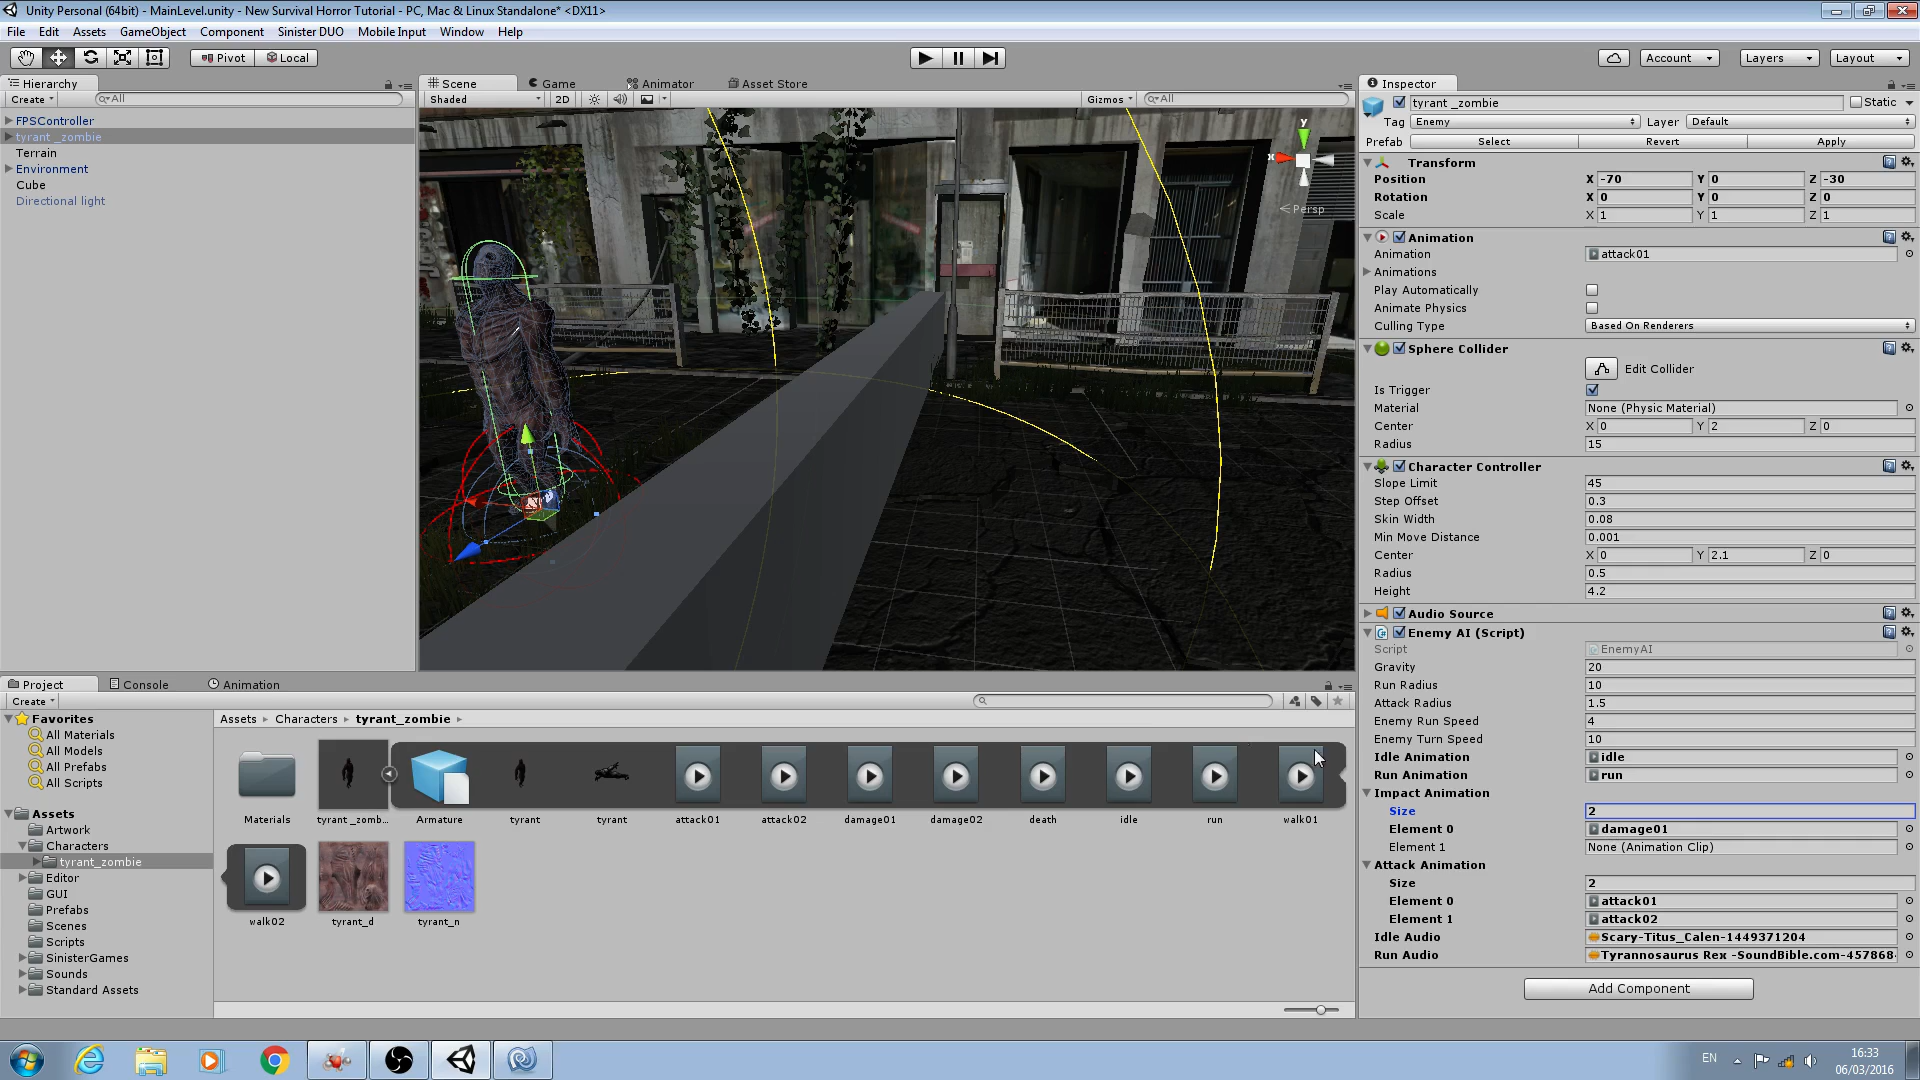 Unity Personal (64bit) - MainLevel.unity - New Survival Horror Tutorial - PC, Mac & Linux Standalone* <DX11>
File Edit Assets GameObject Component Sinister DUO Mobile Input Window Help
Pivot Local Account Layers Layout
Hierarchy
Create All
FPSController
tyrant _zombie
Terrain
Environment
Cube
Directional light
Scene Game Animator Asset Store
Shaded 2D Gizmos All
y
x
Persp
Inspector
tyrant _zombie Static
Tag Enemy Layer Default
Prefab Select Revert Apply
Transform
Position X -70 Y 0 Z -30
Rotation X 0 Y 0 Z 0
Scale X 1 Y 1 Z 1
Animation
Animation attack01
Animations
Play Automatically
Animate Physics
Culling Type Based On Renderers
Sphere Collider
Edit Collider
Is Trigger
Material None (Physic Material)
Center X 0 Y 2 Z 0
Radius 15
Character Controller
Slope Limit 45
Step Offset 0.3
Skin Width 0.08
Min Move Distance 0.001
Center X 0 Y 2.1 Z 0
Radius 0.5
Height 4.2
Audio Source
Enemy AI (Script)
Script EnemyAI
Gravity 20
Run Radius 10
Attack Radius 1.5
Enemy Run Speed 4
Enemy Turn Speed 10
Idle Animation idle
Run Animation run
Impact Animation
Size 2
Element 0 damage01
Element 1 None (Animation Clip)
Attack Animation
Size 2
Element 0 attack01
Element 1 attack02
Idle Audio Scary-Titus_Calen-1449371204
Run Audio Tyrannosaurus Rex -SoundBible.com-457868
Add Component
Project Console Animation
Create
Favorites
All Materials
All Models
All Prefabs
All Scripts
Assets
Artwork
Characters
tyrant_zombie
Editor
GUI
Prefabs
Scenes
Scripts
SinisterGames
Sounds
Standard Assets
Assets Characters tyrant_zombie
Materials tyrant _zomb... Armature tyrant tyrant attack01 attack02 damage01 damage02 death idle run walk01
walk02 tyrant_d tyrant_n
EN 16:33
06/03/2016